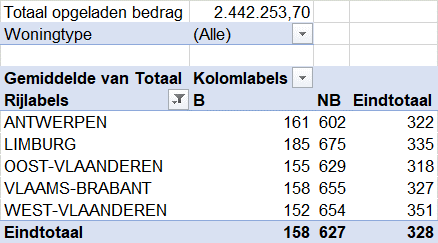 Totaal opgeladen bedrag 2.442.253,70
Woningtype (Alle)
Gemiddelde van Totaal Kolomlabels
Rijlabels B NB Eindtotaal
ANTWERPEN 161 602 322
LIMBURG 185 675 335
OOST-VLAANDEREN 155 629 318
VLAAMS-BRABANT 158 655 327
WEST-VLAANDEREN 152 654 351
Eindtotaal 158 627 328